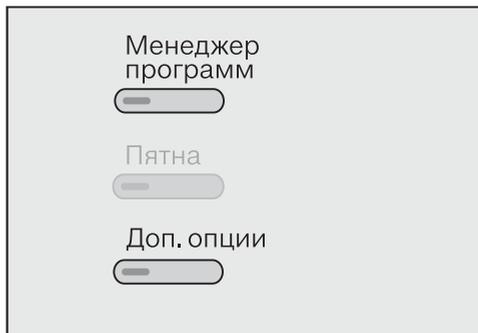 Менеджер
программ
Пятна
Доп. опции